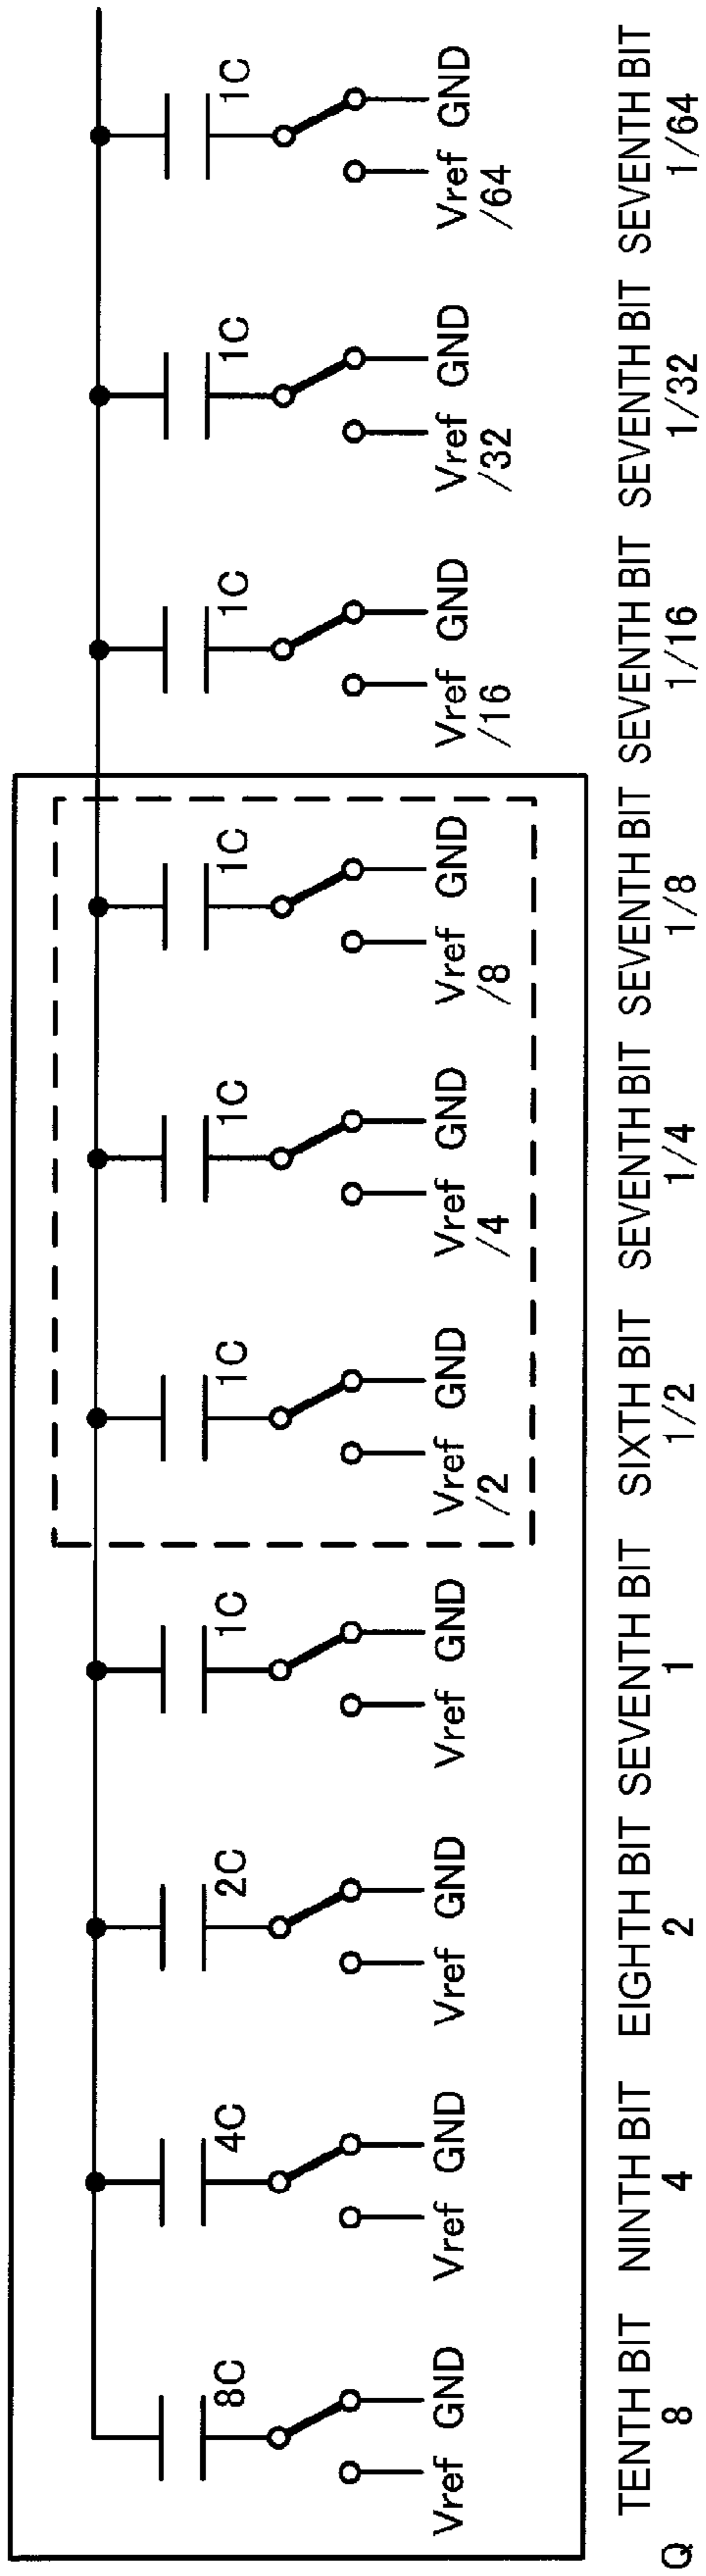 8C 4C 2C 1C 1C 1C 1C 1C 1C 1C
Vref GND Vref GND Vref GND Vref GND Vref GND Vref GND Vref GND Vref GND Vref GND Vref GND
/2 /4 /8 /16 /32 /64
TENTH BIT NINTH BIT EIGHTH BIT SEVENTH BIT SIXTH BIT SEVENTH BIT SEVENTH BIT SEVENTH BIT SEVENTH BIT SEVENTH BIT
Q 8 4 2 1 1/2 1/4 1/8 1/16 1/32 1/64